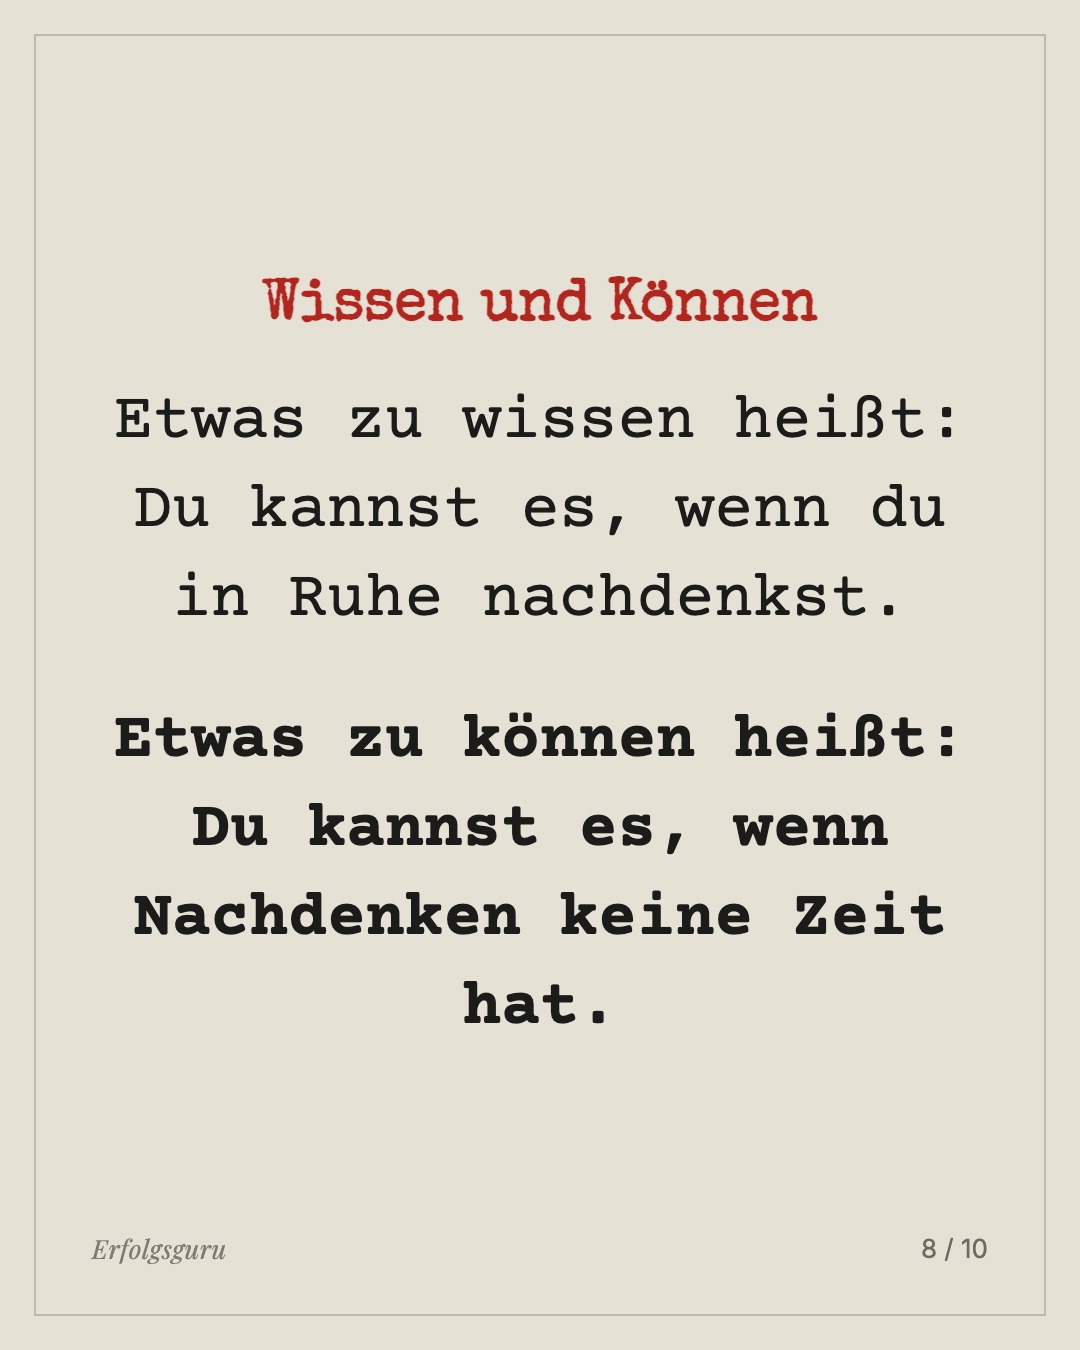 Wissen und Können
Etwas zu wissen heißt:
Du kannst es, wenn du
in Ruhe nachdenkst.
Etwas zu können heißt:
Du kannst es, wenn
Nachdenken keine Zeit
hat.
Erfolgsguru
8 / 10